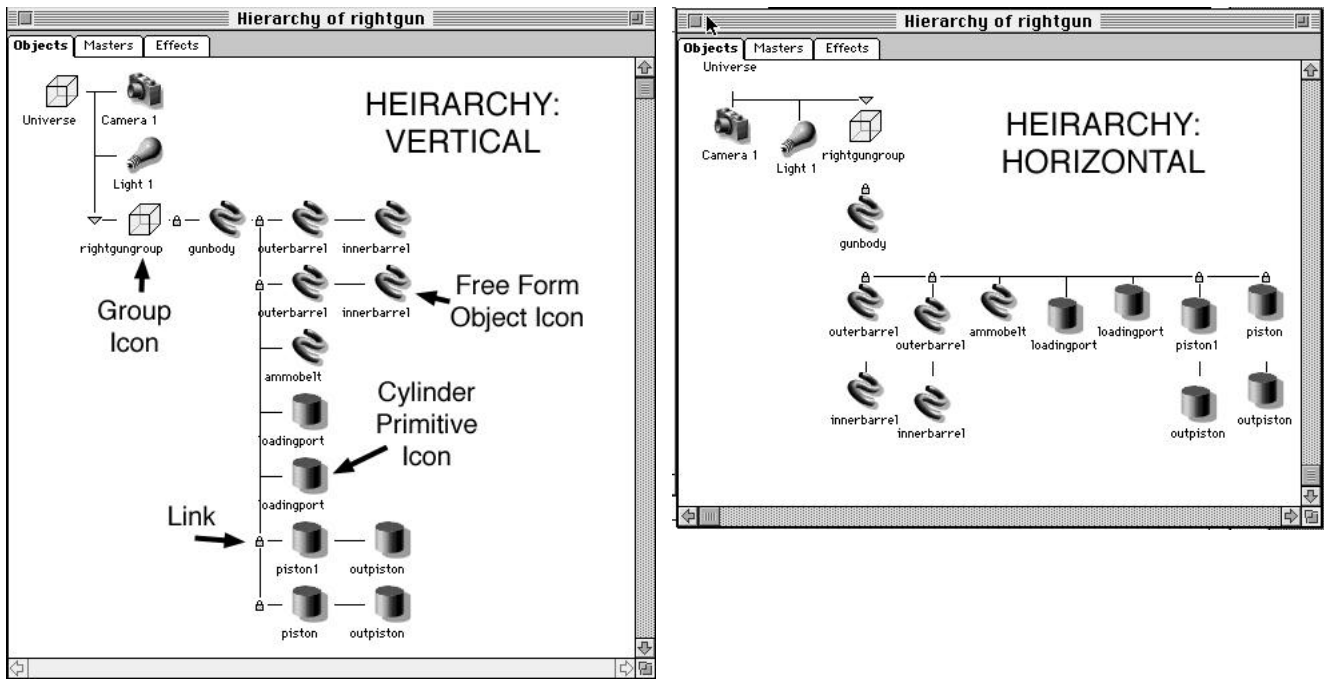 Hierarchy of rightgun
Objects Masters Effects
Universe Camera 1
HEIRARCHY:
VERTICAL
Light 1
rightgungroup gunbody outerbarrel innerbarrel
Group
Icon
Free Form
Object Icon
outerbarrel innerbarrel
ammobelt
Cylinder
Primitive
Icon
loadingport
loadingport
Link
piston1 outpiston
piston outpiston
Hierarchy of rightgun
Objects Masters Effects
Universe
HEIRARCHY:
HORIZONTAL
Camera 1 Light 1 rightgungroup
gunbody
outerbarrel outerbarrel ammobelt loadingport loadingport piston1 piston
innerbarrel innerbarrel outpiston outpiston